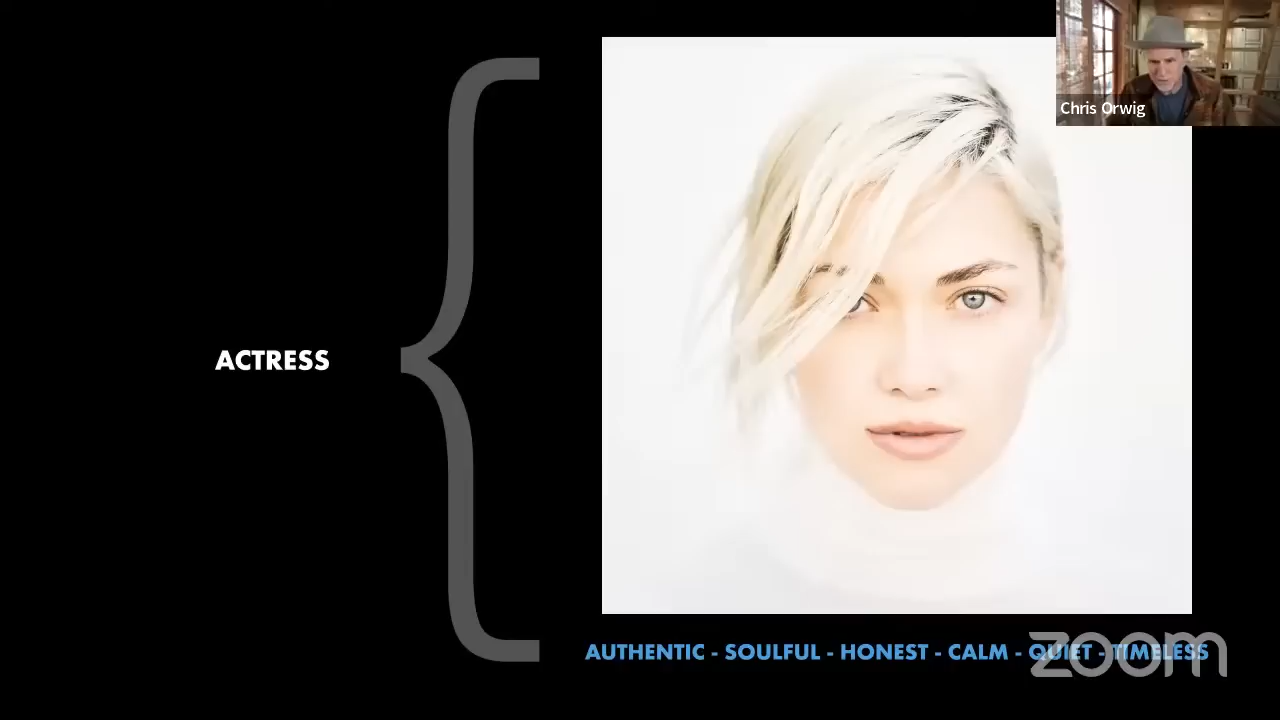 Chris Orwig
ACTRESS
AUTHENTIC - SOULFUL - HONEST - CALM - QUIET - TIMELESS
zoom